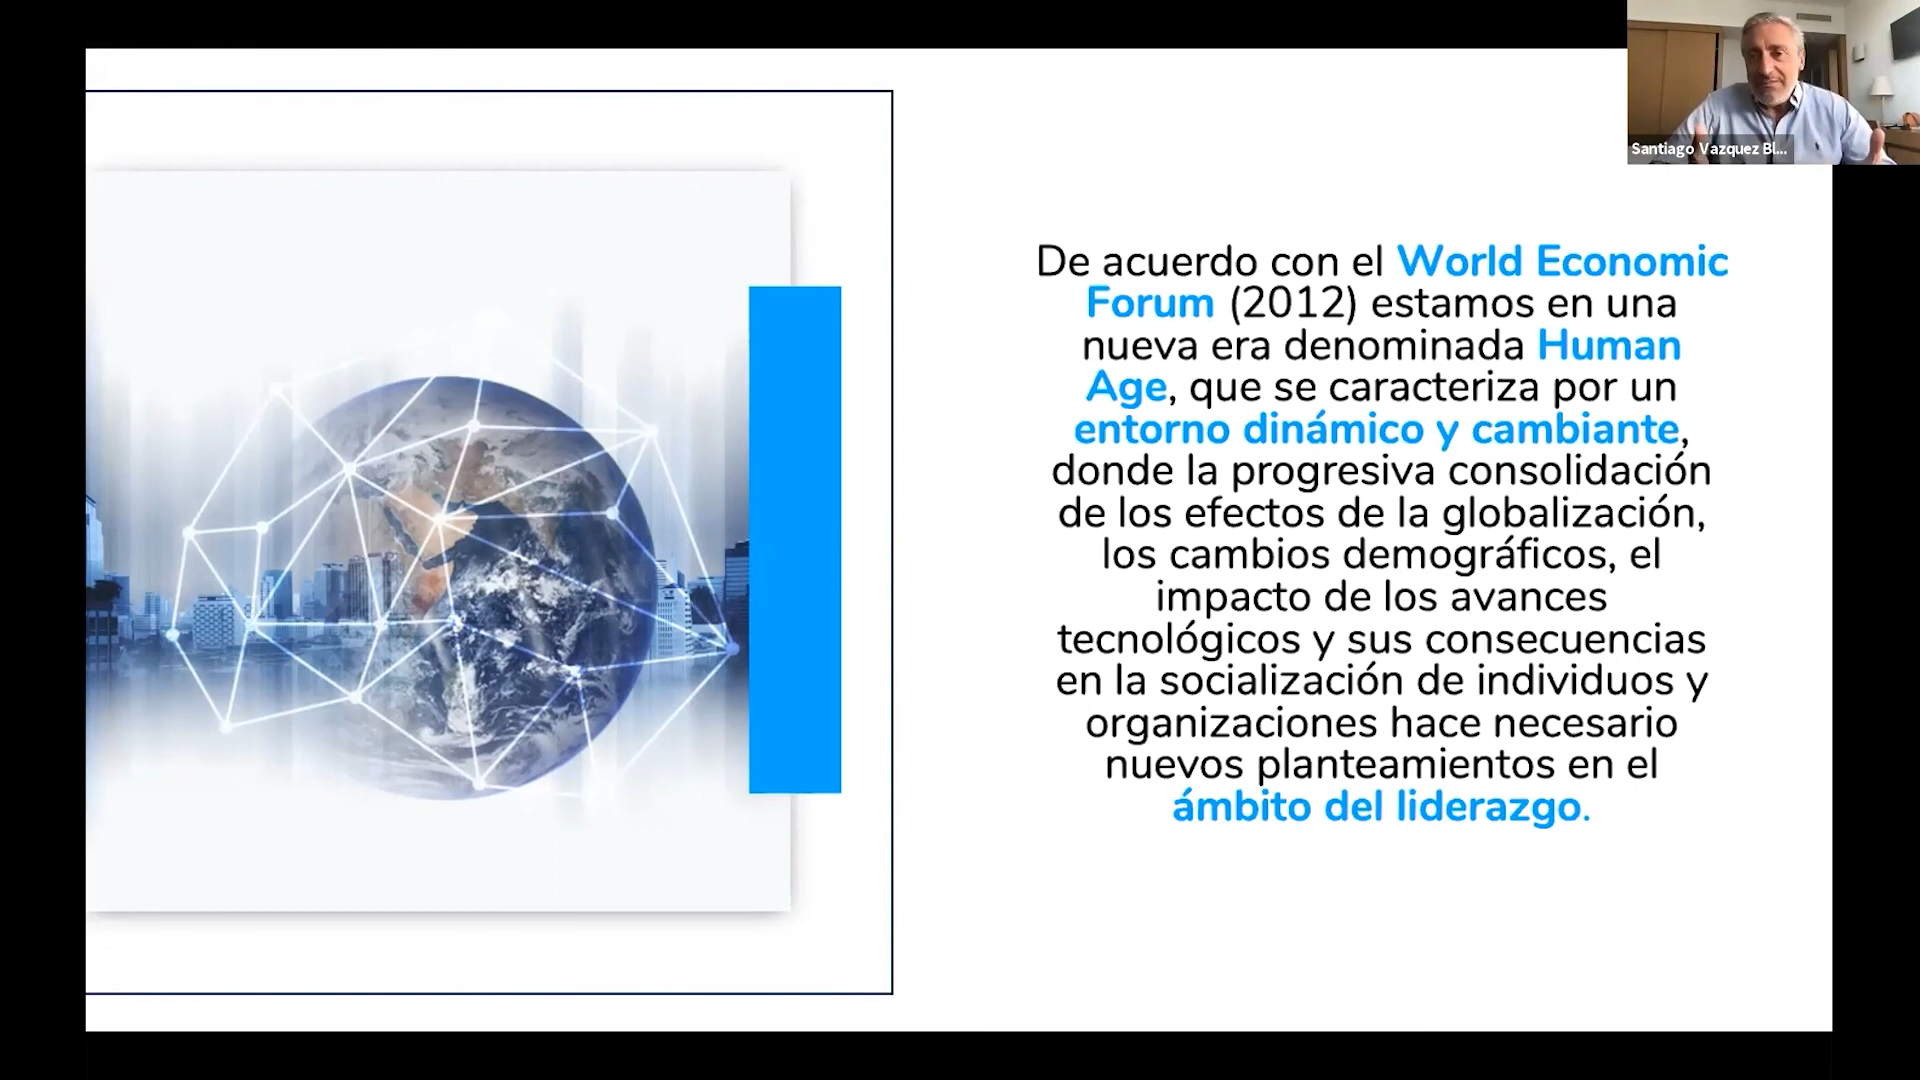 Santiago Vazquez Bl...
De acuerdo con el World Economic
Forum (2012) estamos en una
nueva era denominada Human
Age, que se caracteriza por un
entorno dinámico y cambiante,
donde la progresiva consolidación
de los efectos de la globalización,
los cambios demográficos, el
impacto de los avances
tecnológicos y sus consecuencias
en la socialización de individuos y
organizaciones hace necesario
nuevos planteamientos en el
ámbito del liderazgo.